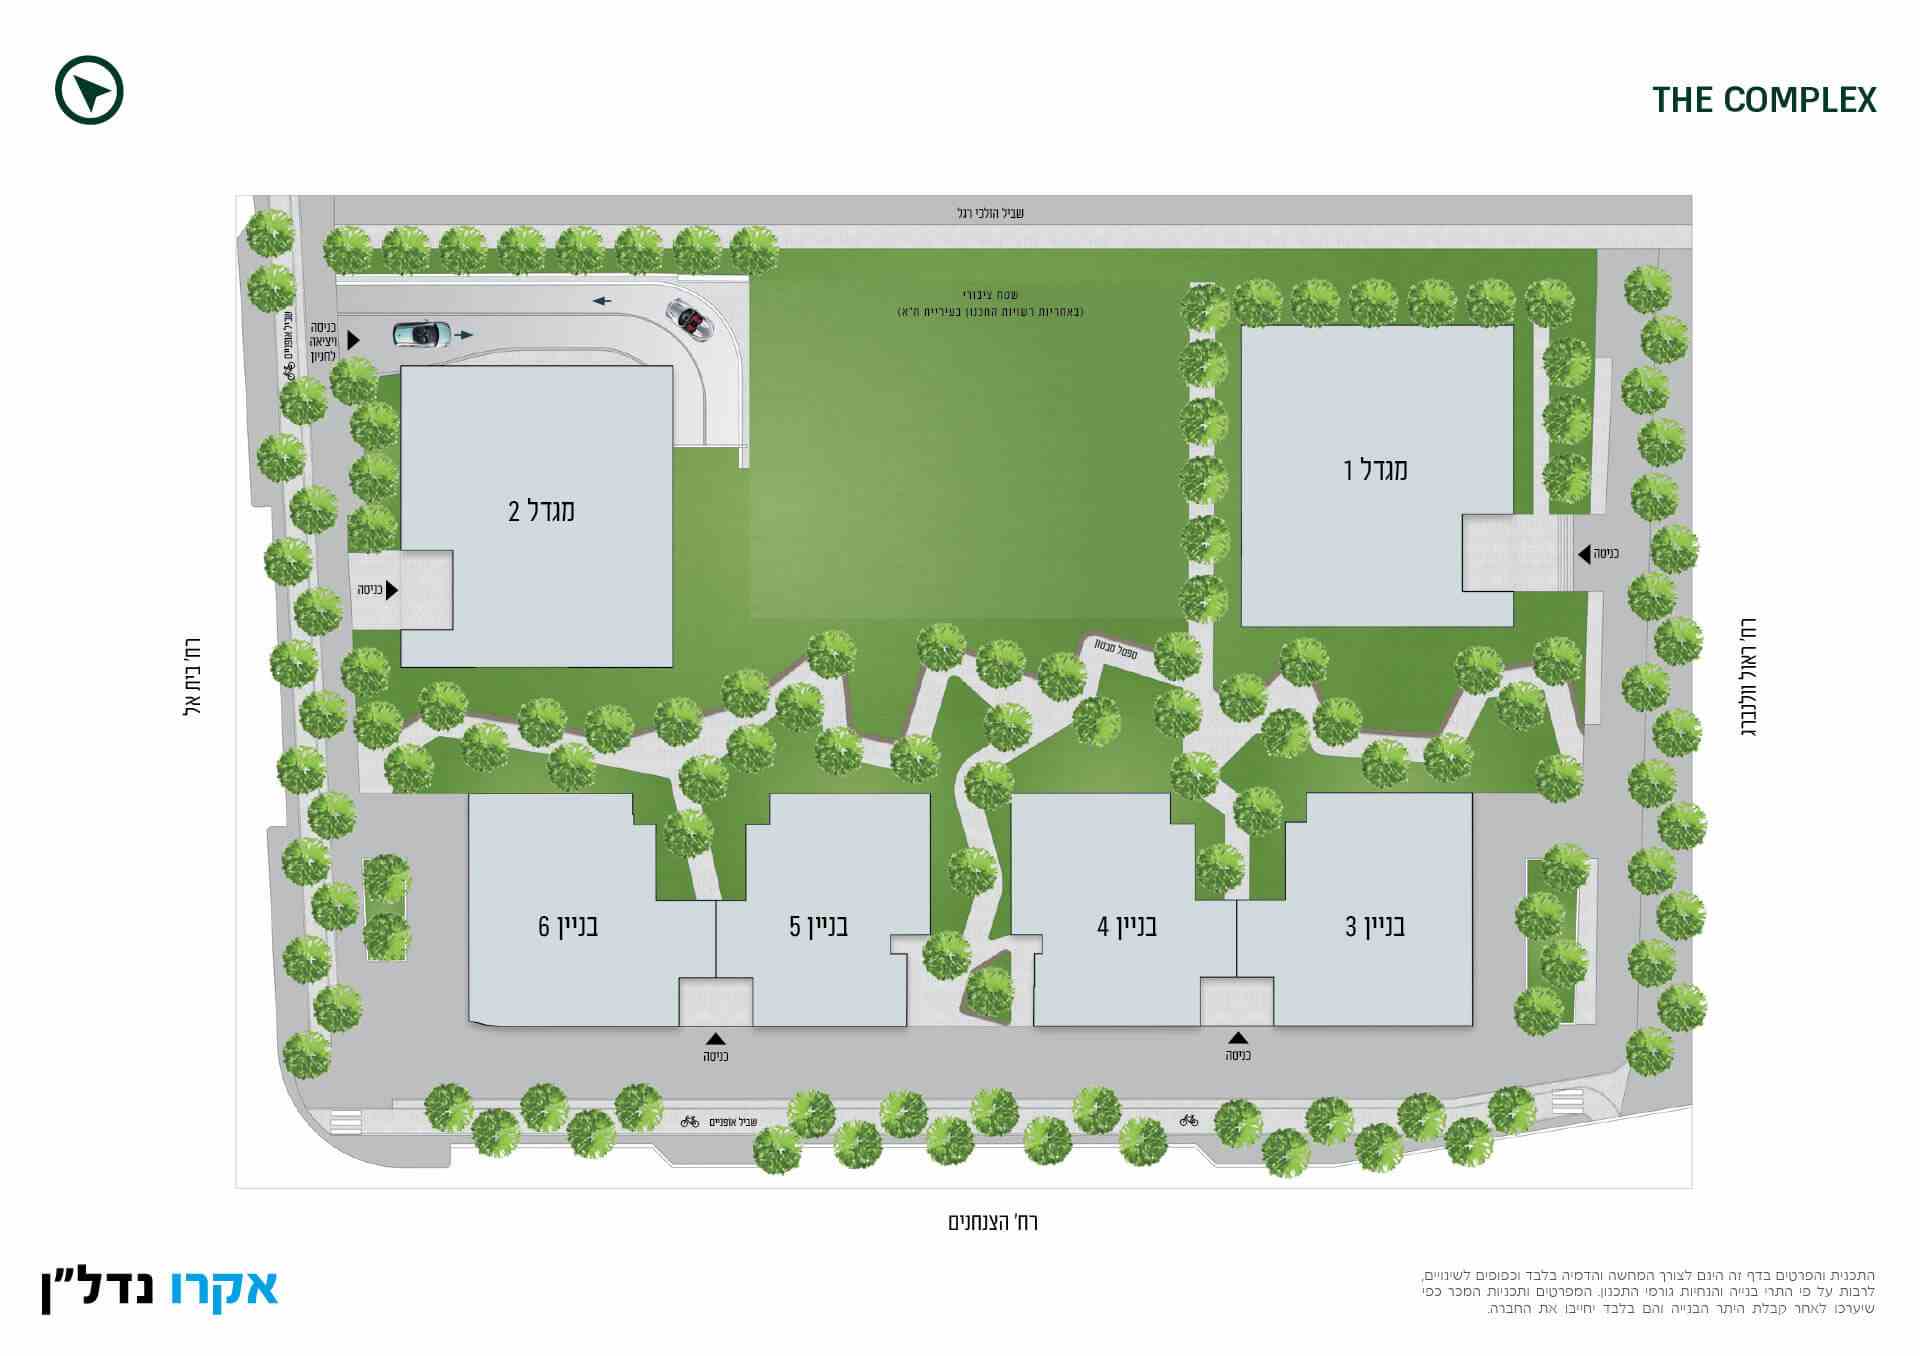 THE COMPLEX
שביל הולכי רגל
שטח ציבורי
(באחריות רשויות התכנון בעיריית ת"א)
שביל אופניים
כניסה
ויציאה
לחניון
מגדל 1
מגדל 2
כניסה
כניסה
ספסל מבטון
רח' בית אל
רח' ראול וולנברג
בניין 6
בניין 5
בניין 4
בניין 3
כניסה
כניסה
שביל אופניים
רח' הצנחנים
אקרו נדל"ן
התכנית והפרטים בדף זה הינם לצורך המחשה והדמיה בלבד וכפופים לשינויים,
לרבות על פי התרי בנייה והנחיות גורמי התכנון. המפרטים ותכניות המכר כפי
שיערכו לאחר קבלת היתר הבנייה והם בלבד יחייבו את החברה.